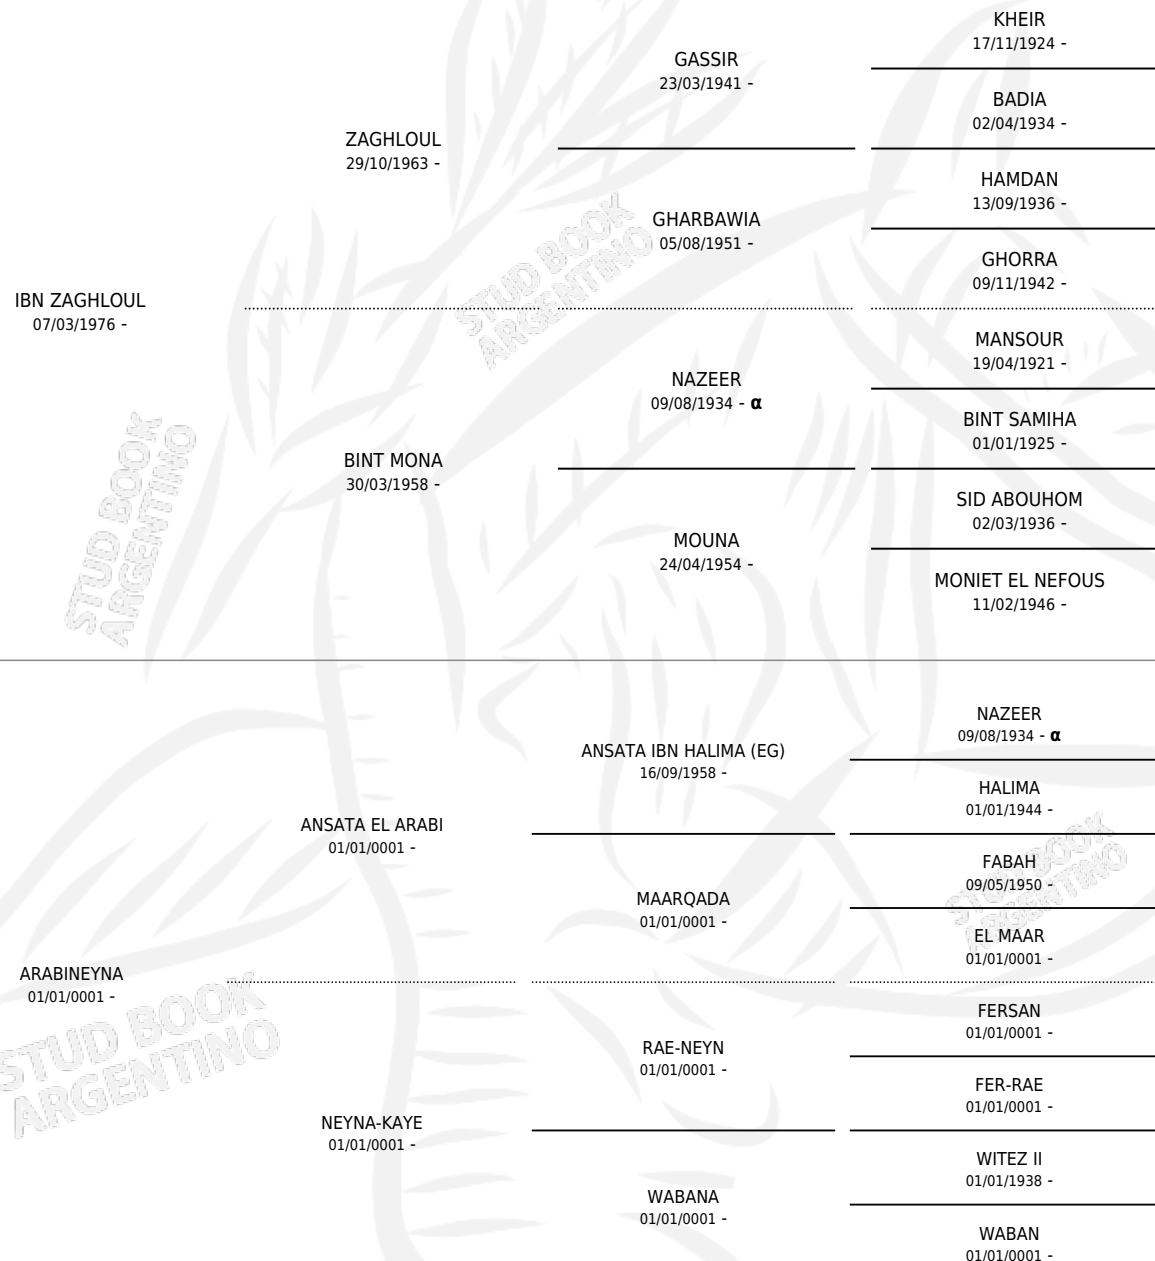 KHEIR
17/11/1924 -
GASSIR
23/03/1941 -
BADIA
02/04/1934 -
ZAGHLOUL
29/10/1963 -
HAMDAN
13/09/1936 -
GHARBAWIA
05/08/1951 -
GHORRA
09/11/1942 -
IBN ZAGHLOUL
07/03/1976 -
MANSOUR
19/04/1921 -
NAZEER
09/08/1934 - α
BINT SAMIHA
01/01/1925 -
BINT MONA
30/03/1958 -
SID ABOUHOM
02/03/1936 -
MOUNA
24/04/1954 -
MONIET EL NEFOUS
11/02/1946 -
NAZEER
09/08/1934 - α
ANSATA IBN HALIMA (EG)
16/09/1958 -
HALIMA
01/01/1944 -
ANSATA EL ARABI
01/01/0001 -
FABAH
09/05/1950 -
MAARQADA
01/01/0001 -
EL MAAR
01/01/0001 -
ARABINEYNA
01/01/0001 -
FERSAN
01/01/0001 -
RAE-NEYN
01/01/0001 -
FER-RAE
01/01/0001 -
NEYNA-KAYE
01/01/0001 -
WITEZ II
01/01/1938 -
WABANA
01/01/0001 -
WABAN
01/01/0001 -
STUD BOOK
ARGENTINO
STUD BOOK
ARGENTINO
STUD BOOK
ARGENTINO
STUD BOOK
ARGENTINO